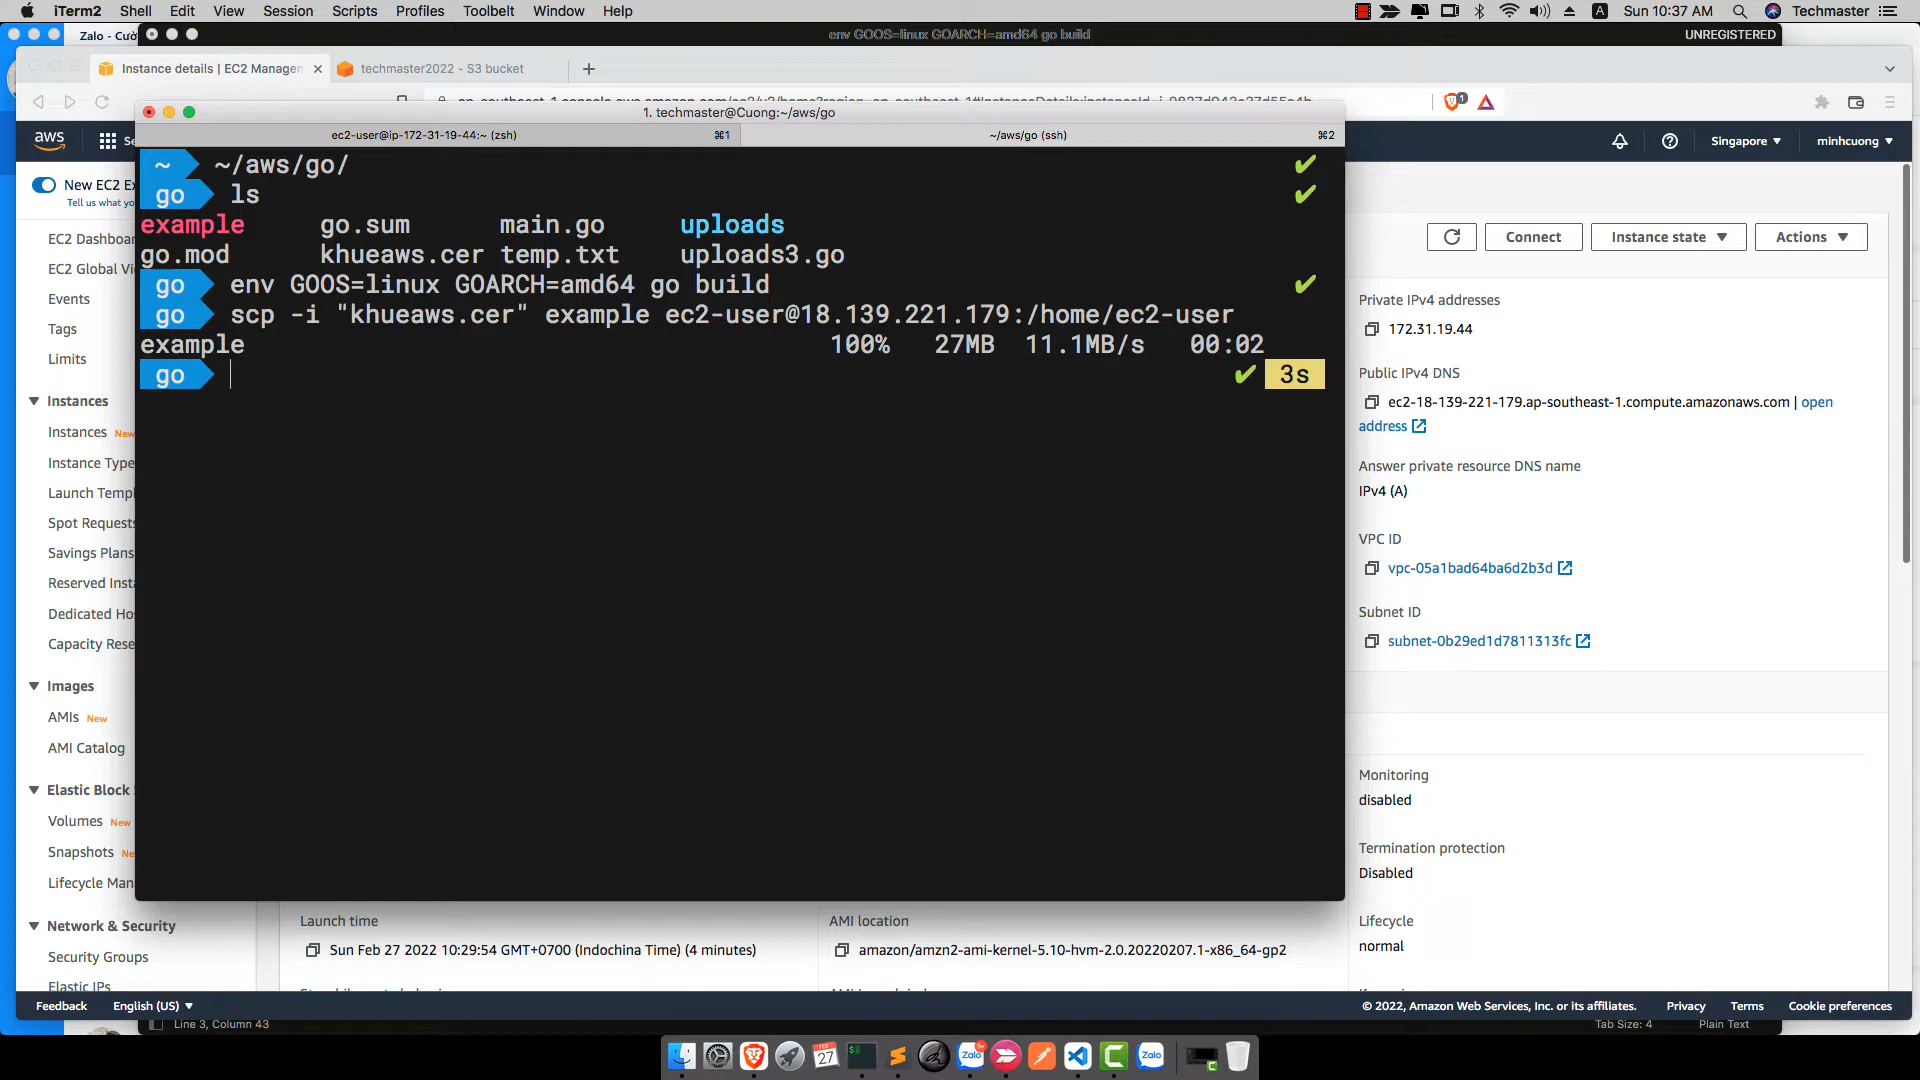 iTerm2 Shell Edit View Session Scripts Profiles Toolbelt Window Help Sun 10:37 AM Techmaster
Zalo - Cườ env GOOS=linux GOARCH=amd64 go build UNREGISTERED
Instance details | EC2 Managem techmaster2022 - S3 bucket
1. techmaster@Cuong:~/aws/go
ec2-user@ip-172-31-19-44:~ (zsh) ⌘1 ~/aws/go (ssh) ⌘2
aws Se Singapore minhcuong
~ ~/aws/go/
go ls
example go.sum main.go uploads
go.mod khueaws.cer temp.txt uploads3.go
go env GOOS=linux GOARCH=amd64 go build
go scp -i "khueaws.cer" example ec2-user@18.139.221.179:/home/ec2-user
example 100% 27MB 11.1MB/s 00:02
go 3s
New EC2 Ex
Tell us what you
EC2 Dashboar
EC2 Global Vi
Events
Tags
Limits
Instances
Instances New
Instance Type
Launch Templ
Spot Requests
Savings Plans
Reserved Inst
Dedicated Ho
Capacity Rese
Images
AMIs New
AMI Catalog
Elastic Block S
Volumes New
Snapshots Ne
Lifecycle Man
Network & Security
Security Groups
Elastic IPs
Connect Instance state Actions
Private IPv4 addresses
172.31.19.44
Public IPv4 DNS
ec2-18-139-221-179.ap-southeast-1.compute.amazonaws.com | open
address
Answer private resource DNS name
IPv4 (A)
VPC ID
vpc-05a1bad64ba6d2b3d
Subnet ID
subnet-0b29ed1d7811313fc
Monitoring
disabled
Termination protection
Disabled
Launch time AMI location Lifecycle
Sun Feb 27 2022 10:29:54 GMT+0700 (Indochina Time) (4 minutes) amazon/amzn2-ami-kernel-5.10-hvm-2.0.20220207.1-x86_64-gp2 normal
Feedback English (US) © 2022, Amazon Web Services, Inc. or its affiliates. Privacy Terms Cookie preferences
Line 3, Column 43 Tab Size: 4 Plain Text
FEB
27
Zalo
Zalo